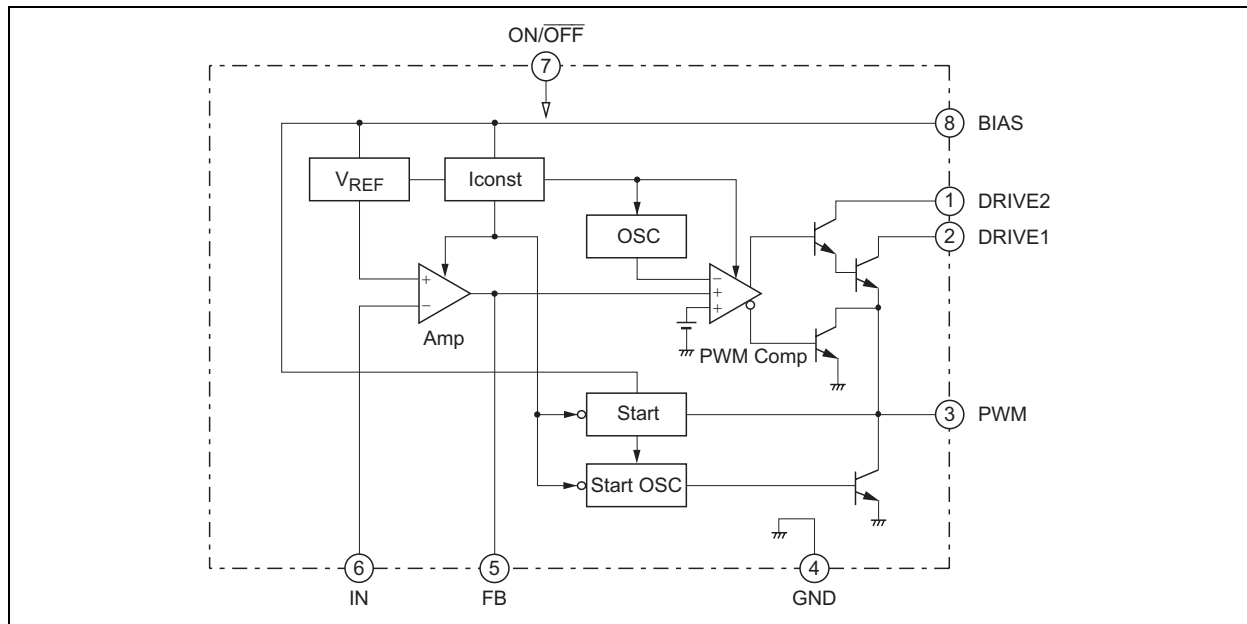 ON/OFF
7
8 BIAS
V_REF
Iconst
1 DRIVE2
OSC
2 DRIVE1
+
−
−
+
+
Amp
PWM Comp
Start
3 PWM
Start OSC
6
5
4
IN
FB
GND